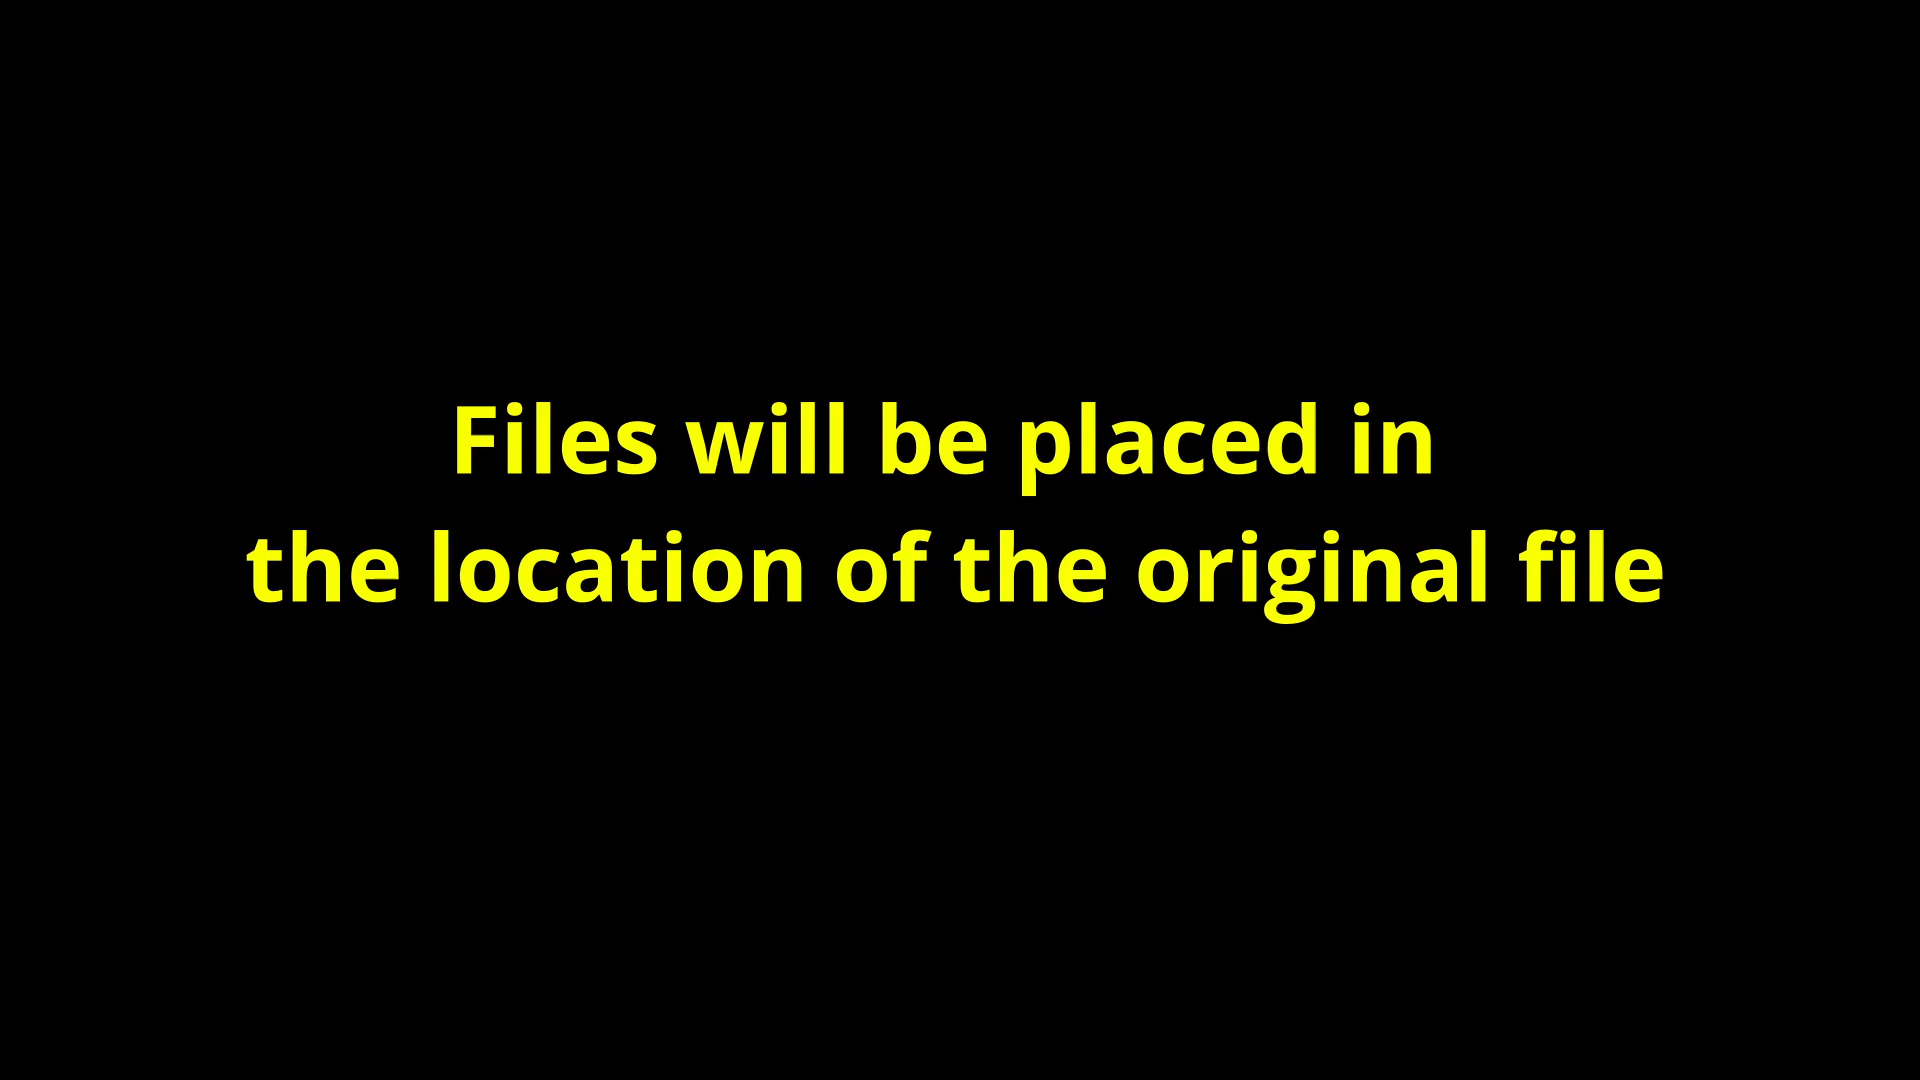 Files will be placed in
the location of the original file